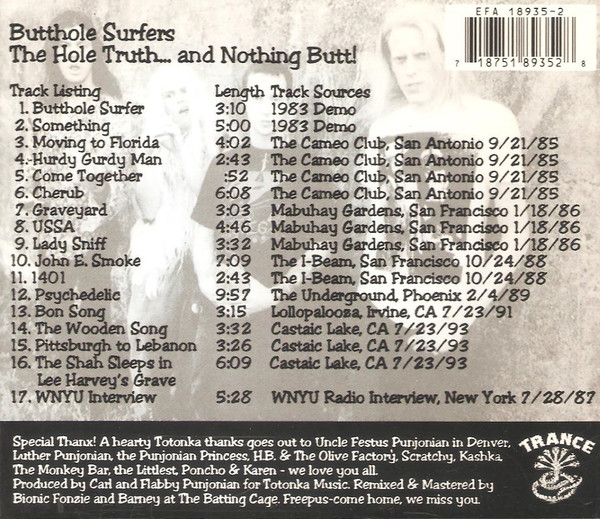 EFA 18935-2
Butthole Surfers
The Hole Truth... and Nothing Butt!
7 18751 89352 8
Track Listing Length Track Sources
1. Butthole Surfer 3:10 1983 Demo
2. Something 5:00 1983 Demo
3. Moving to Florida 4:02 The Cameo Club, San Antonio 9/21/85
4. Hurdy Gurdy Man 2:43 The Cameo Club, San Antonio 9/21/85
5. Come Together :52 The Cameo Club, San Antonio 9/21/85
6. Cherub 6:08 The Cameo Club, San Antonio 9/21/85
7. Graveyard 3:03 Mabuhay Gardens, San Francisco 1/18/86
8. USSA 4:46 Mabuhay Gardens, San Francisco 1/18/86
9. Lady Sniff 3:32 Mabuhay Gardens, San Francisco 1/18/86
10. John E. Smoke 7:09 The I-Beam, San Francisco 10/24/88
11. 1401 2:43 The I-Beam, San Francisco 10/24/88
12. Psychedelic 9:57 The Underground, Phoenix 2/4/89
13. Bon Song 3:15 Lollopalooza, Irvine, CA 7/23/91
14. The Wooden Song 3:32 Castaic Lake, CA 7/23/93
15. Pittsburgh to Lebanon 3:26 Castaic Lake, CA 7/23/93
16. The Shah Sleeps in 6:09 Castaic Lake, CA 7/23/93
Lee Harvey's Grave
17. WNYU Interview 5:28 WNYU Radio Interview, New York 7/28/87
Special Thanx! A hearty Totonka thanks goes out to Uncle Festus Punjonian in Denver,
Luther Punjonian, the Punjonian Princess, H.B. & The Olive Factory, Scratchy, Kashka,
The Monkey Bar, the Littlest, Poncho & Karen - we love you all.
Produced by Carl and Flabby Punjonian for Totonka Music. Remixed & Mastered by
Bionic Fonzie and Barney at The Batting Cage. Freepus-come home, we miss you.
TRANCE